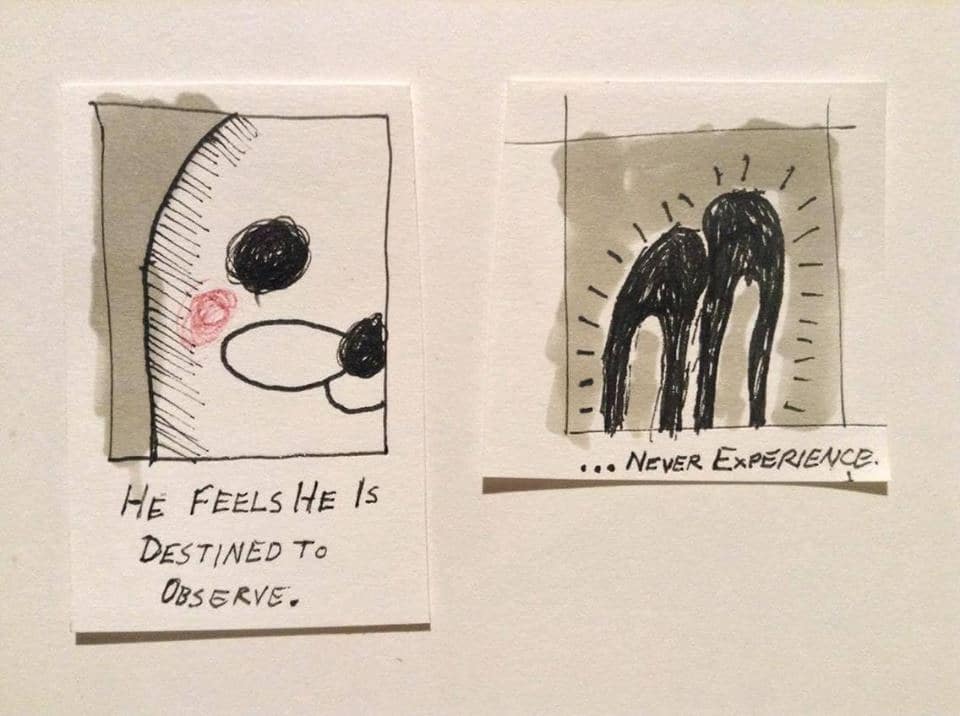 He Feels He Is
Destined to
Observe.
... Never Experience.